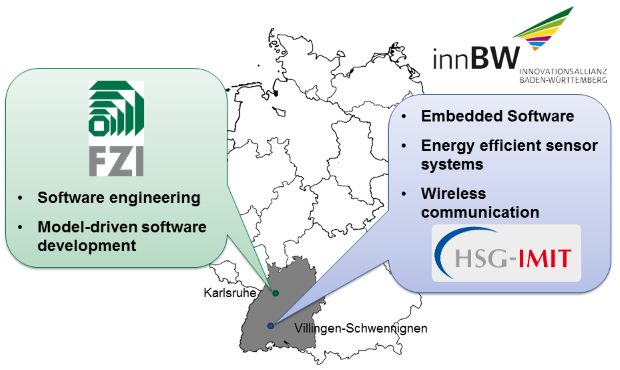 innBW
INNOVATIONSALLIANZ
BADEN-WÜRTTEMBERG
FZI
• Software engineering
• Model-driven software
development
• Embedded Software
• Energy efficient sensor
systems
• Wireless
communication
HSG-IMIT
Karlsruhe
Villingen-Schwennignen